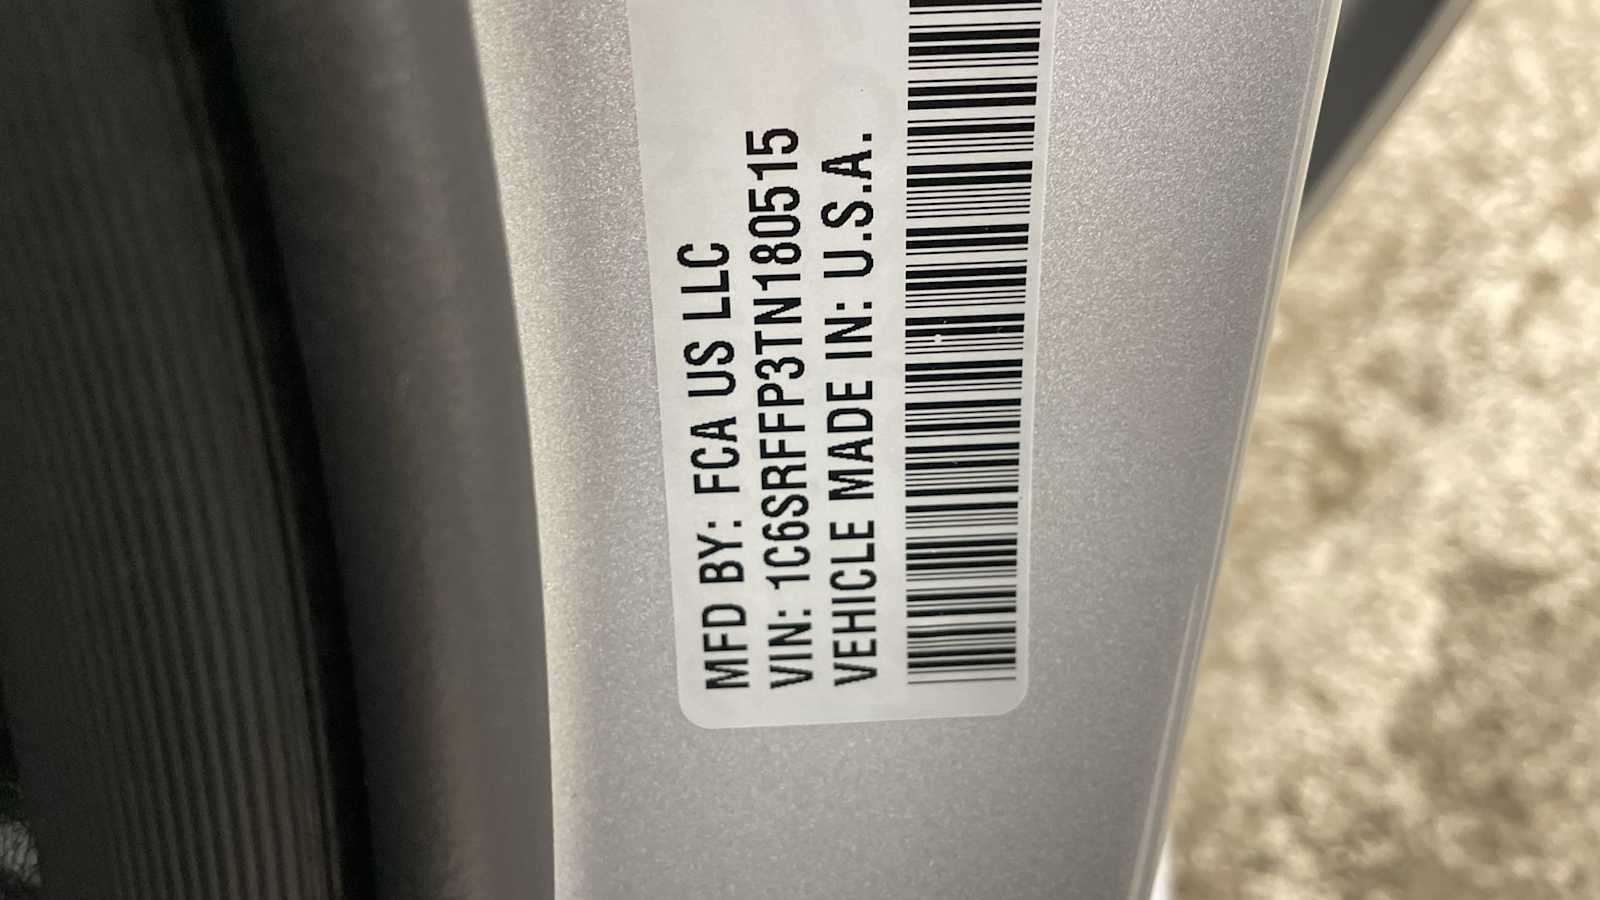 MFD BY: FCA US LLC
VIN: 1C6SRFFP3TN180515
VEHICLE MADE IN: U.S.A.